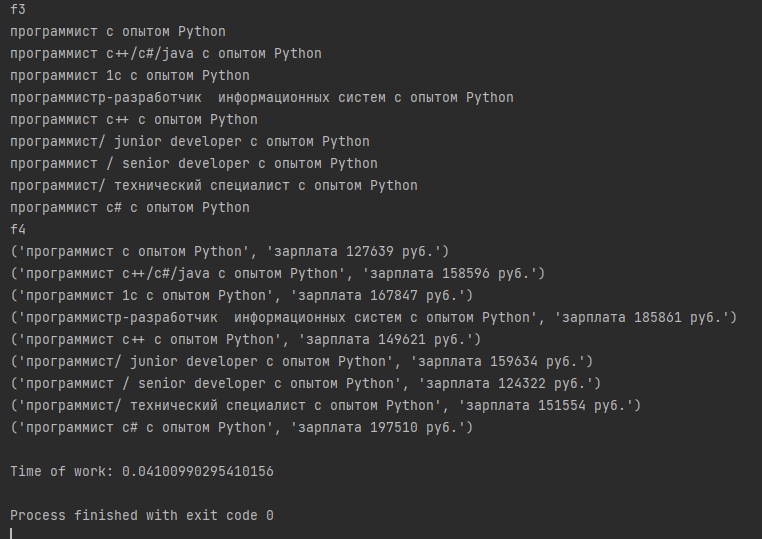 f3
программист с опытом Python
программист c++/c#/java с опытом Python
программист 1с с опытом Python
программистр-разработчик  информационных систем с опытом Python
программист c++ с опытом Python
программист/ junior developer с опытом Python
программист / senior developer с опытом Python
программист/ технический специалист с опытом Python
программист c# с опытом Python
f4
('программист с опытом Python', 'зарплата 127639 руб.')
('программист c++/c#/java с опытом Python', 'зарплата 158596 руб.')
('программист 1с с опытом Python', 'зарплата 167847 руб.')
('программистр-разработчик  информационных систем с опытом Python', 'зарплата 185861 руб.')
('программист c++ с опытом Python', 'зарплата 149621 руб.')
('программист/ junior developer с опытом Python', 'зарплата 159634 руб.')
('программист / senior developer с опытом Python', 'зарплата 124322 руб.')
('программист/ технический специалист с опытом Python', 'зарплата 151554 руб.')
('программист c# с опытом Python', 'зарплата 197510 руб.')
Time of work: 0.04100990295410156
Process finished with exit code 0